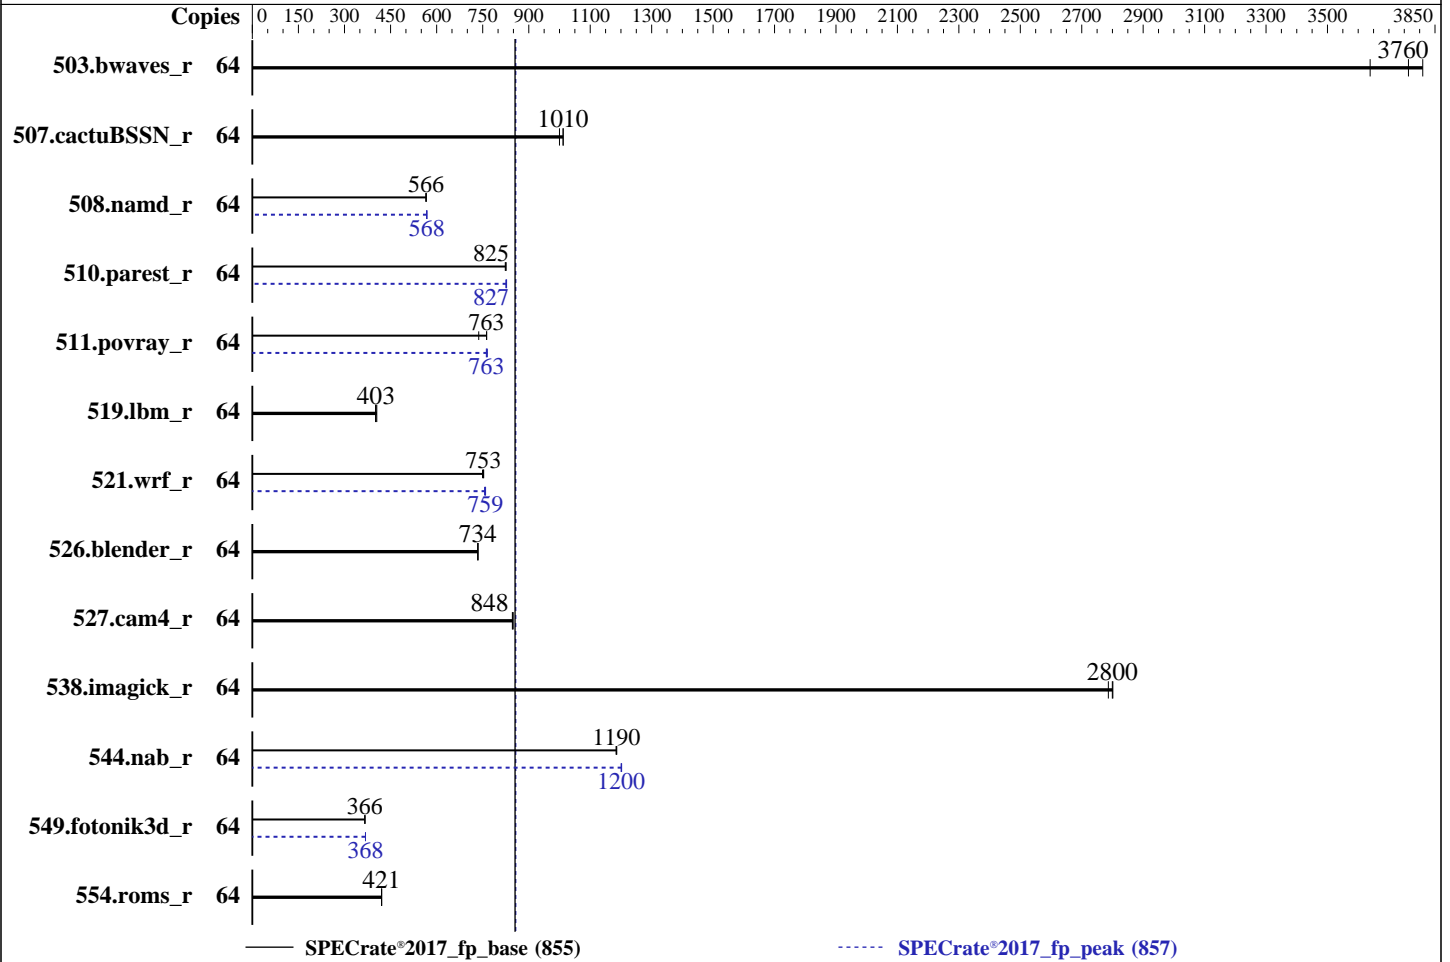 Copies 0 150 300 450 600 750 900 1100 1300 1500 1700 1900 2100 2300 2500 2700 2900 3100 3300 3500 3850
503.bwaves_r 64 3760
507.cactuBSSN_r 64 1010
508.namd_r 64 566
568
510.parest_r 64 825
827
511.povray_r 64 763
763
519.lbm_r 64 403
521.wrf_r 64 753
759
526.blender_r 64 734
527.cam4_r 64 848
538.imagick_r 64 2800
544.nab_r 64 1190
1200
549.fotonik3d_r 64 366
368
554.roms_r 64 421
SPECrate®2017_fp_base (855) SPECrate®2017_fp_peak (857)